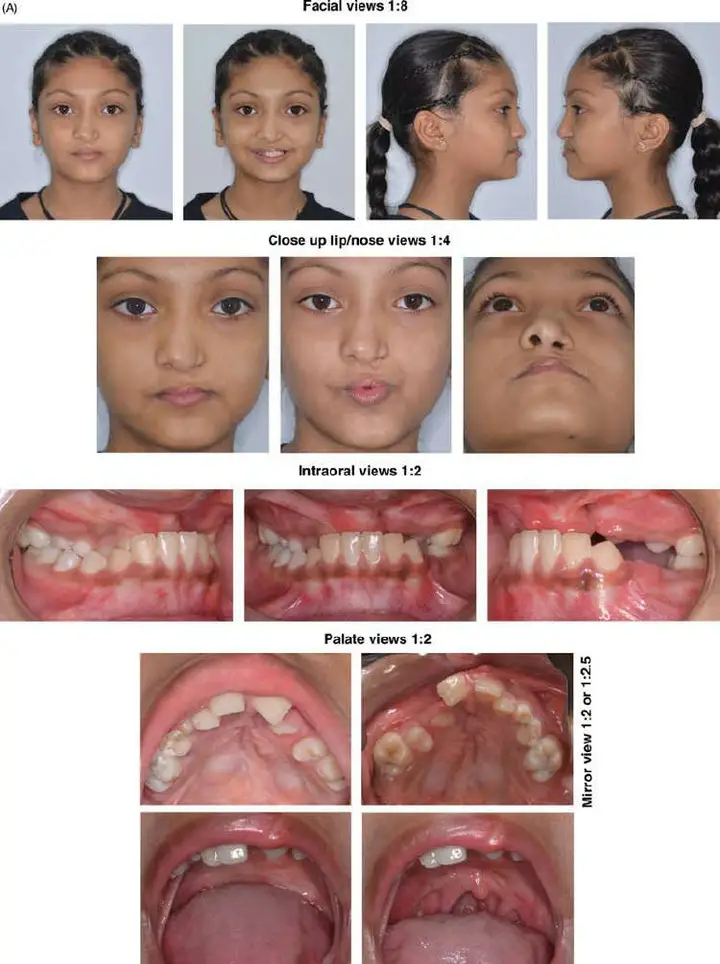 (A)
Facial views 1:8
Close up lip/nose views 1:4
Intraoral views 1:2
Palate views 1:2
Mirror view 1:2 or 1:2.5